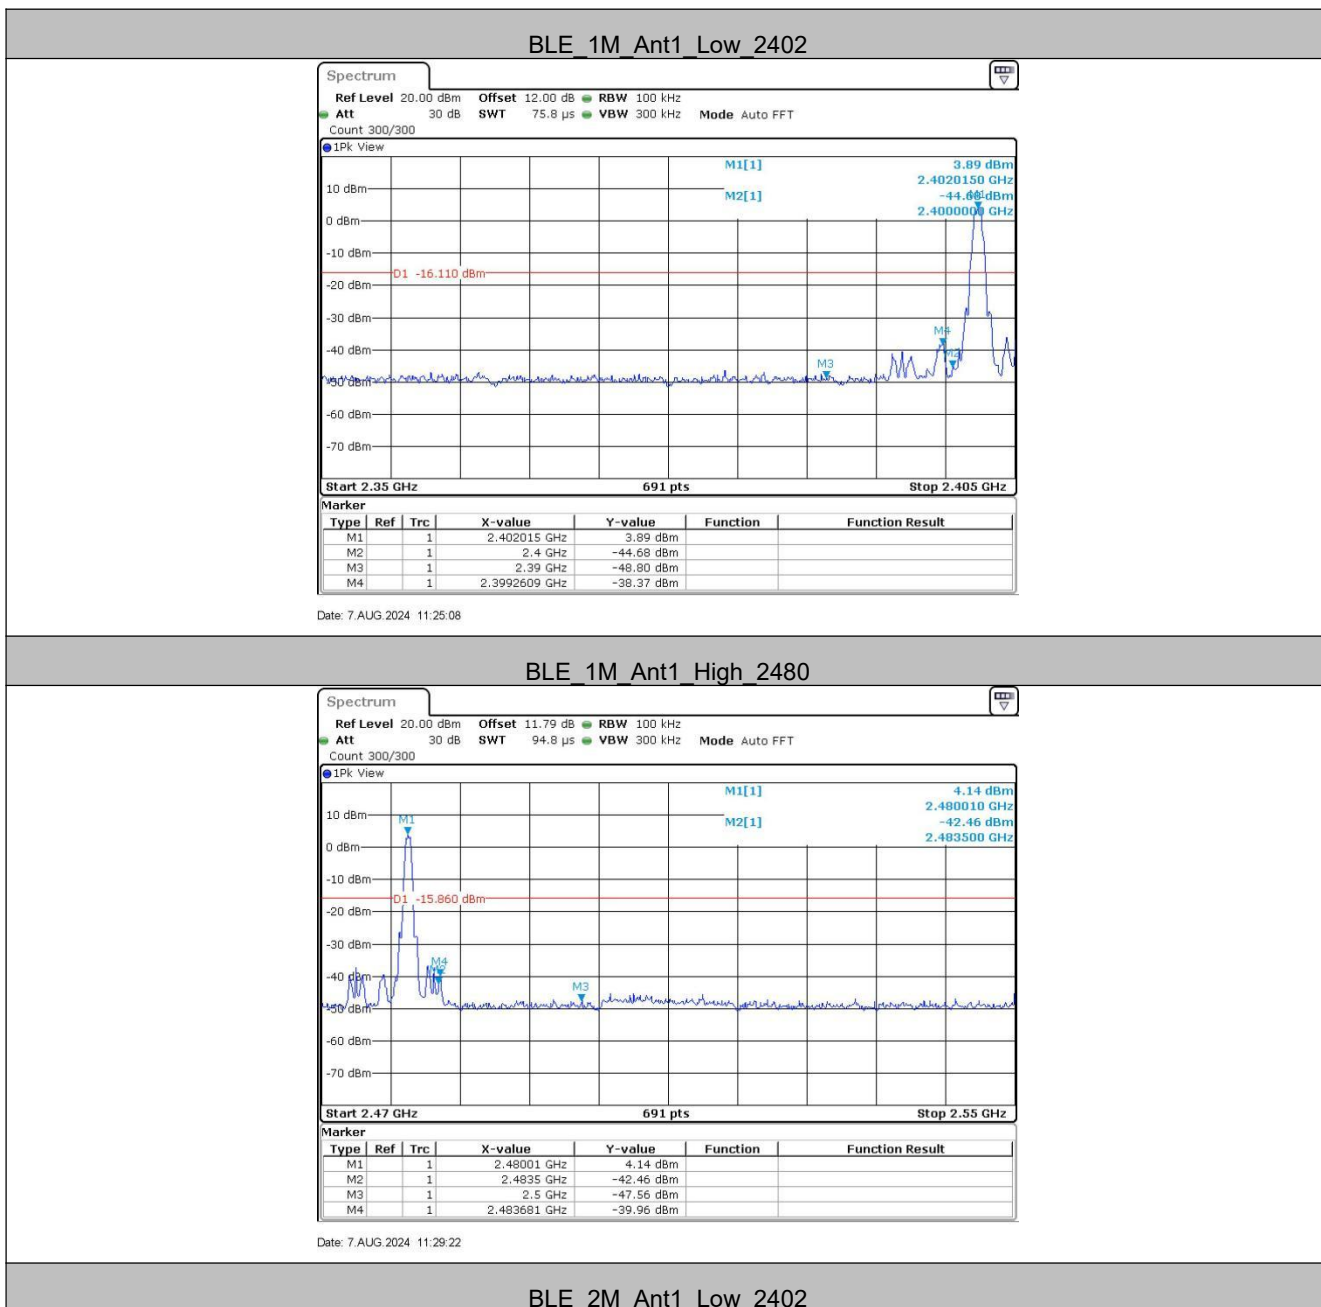 BLE_1M_Ant1_Low_2402
Spectrum
Ref Level 20.00 dBm Offset 12.00 dB RBW 100 kHz
Att 30 dB SWT 75.8 µs VBW 300 kHz Mode Auto FFT
Count 300/300
1Pk View
M1[1] 3.89 dBm
2.4020150 GHz
M2[1] -44.68 dBm
2.4000000 GHz
M1
10 dBm
0 dBm
-10 dBm
D1 -16.110 dBm
-20 dBm
-30 dBm
M4
-40 dBm
M2
M3
-50 dBm
-60 dBm
-70 dBm
Start 2.35 GHz 691 pts Stop 2.405 GHz
Marker
Type Ref Trc X-value Y-value Function Function Result
M1 1 2.402015 GHz 3.89 dBm
M2 1 2.4 GHz -44.68 dBm
M3 1 2.39 GHz -48.80 dBm
M4 1 2.3992609 GHz -38.37 dBm
Date: 7.AUG.2024 11:25:08
BLE_1M_Ant1_High_2480
Spectrum
Ref Level 20.00 dBm Offset 11.79 dB RBW 100 kHz
Att 30 dB SWT 94.8 µs VBW 300 kHz Mode Auto FFT
Count 300/300
1Pk View
M1[1] 4.14 dBm
2.480010 GHz
M2[1] -42.46 dBm
2.483500 GHz
10 dBm
M1
0 dBm
-10 dBm
D1 -15.860 dBm
-20 dBm
-30 dBm
M4
-40 dBm
M3
-50 dBm
-60 dBm
-70 dBm
Start 2.47 GHz 691 pts Stop 2.55 GHz
Marker
Type Ref Trc X-value Y-value Function Function Result
M1 1 2.48001 GHz 4.14 dBm
M2 1 2.4835 GHz -42.46 dBm
M3 1 2.5 GHz -47.56 dBm
M4 1 2.483681 GHz -39.96 dBm
Date: 7.AUG.2024 11:29:22
BLE_2M_Ant1_Low_2402